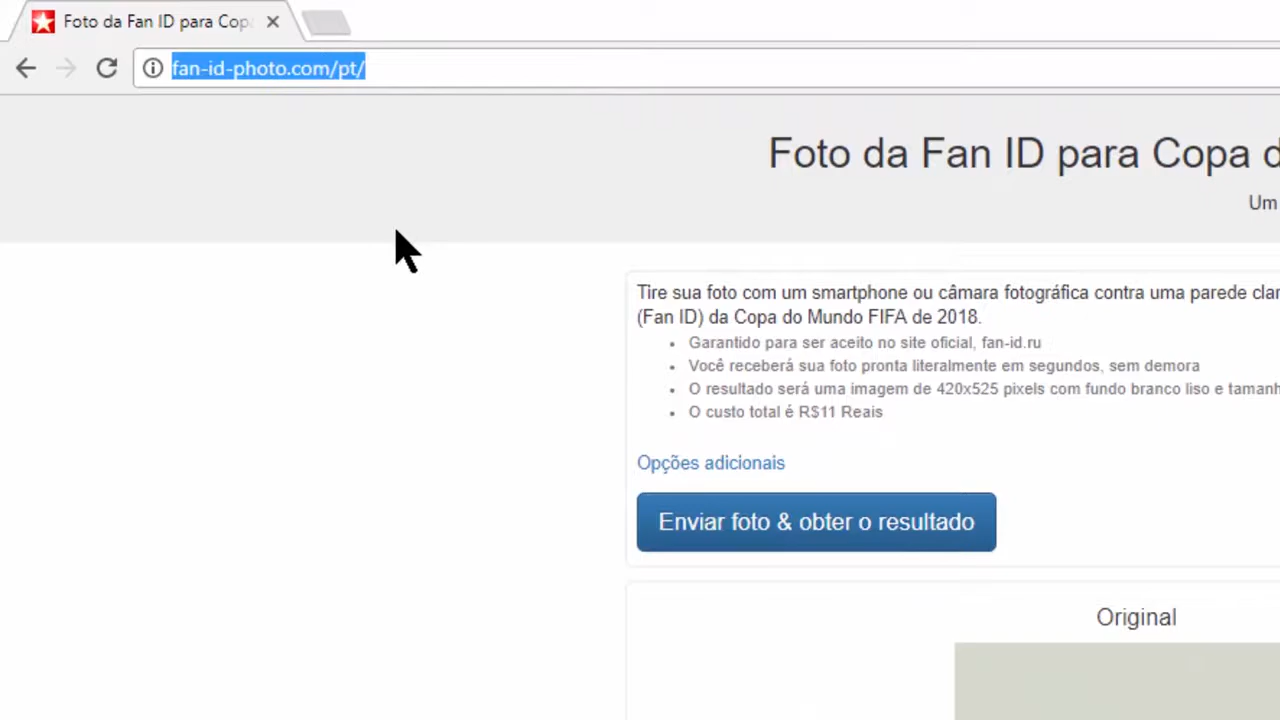 Foto da Fan ID para Cop
fan-id-photo.com/pt/
Foto da Fan ID para Copa d
Um
Tire sua foto com um smartphone ou câmara fotográfica contra uma parede clar
(Fan ID) da Copa do Mundo FIFA de 2018.
Garantido para ser aceito no site oficial, fan-id.ru
Você receberá sua foto pronta literalmente em segundos, sem demora
O resultado será uma imagem de 420x525 pixels com fundo branco liso e tamanh
O custo total é R$11 Reais
Opções adicionais
Enviar foto & obter o resultado
Original